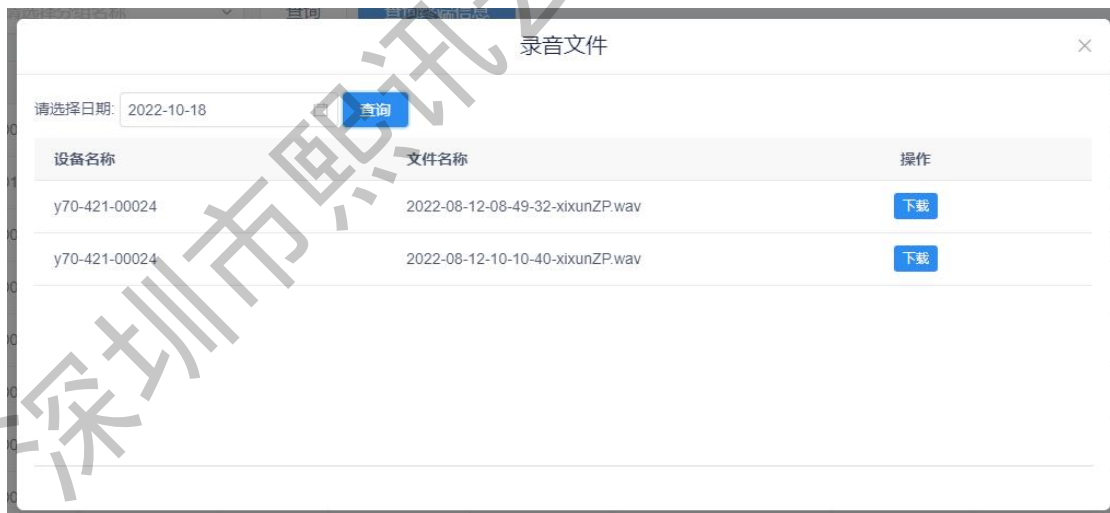 查询
录音文件
请选择日期: 2022-10-18 查询
设备名称 文件名称 操作
y70-421-00024 2022-08-12-08-49-32-xixunZP.wav 下载
y70-421-00024 2022-08-12-10-10-40-xixunZP.wav 下载
深圳市熙讯